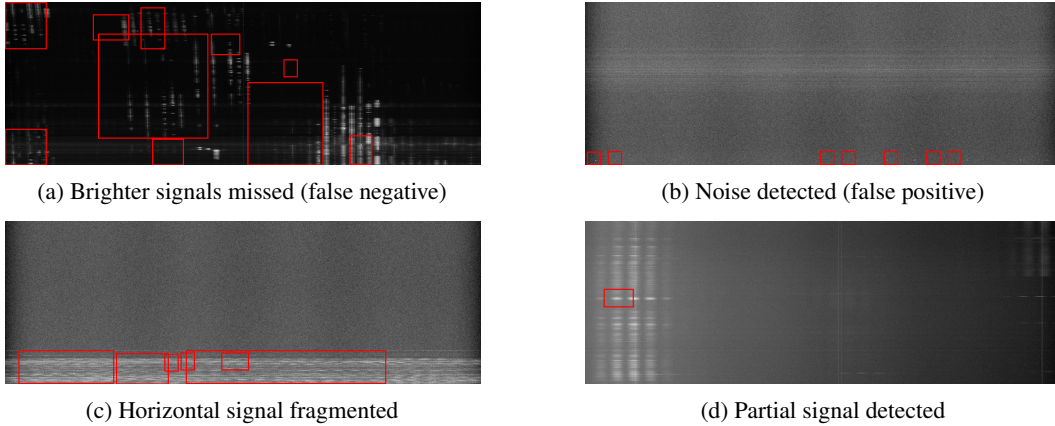 (a) Brighter signals missed (false negative)
(b) Noise detected (false positive)
(c) Horizontal signal fragmented
(d) Partial signal detected